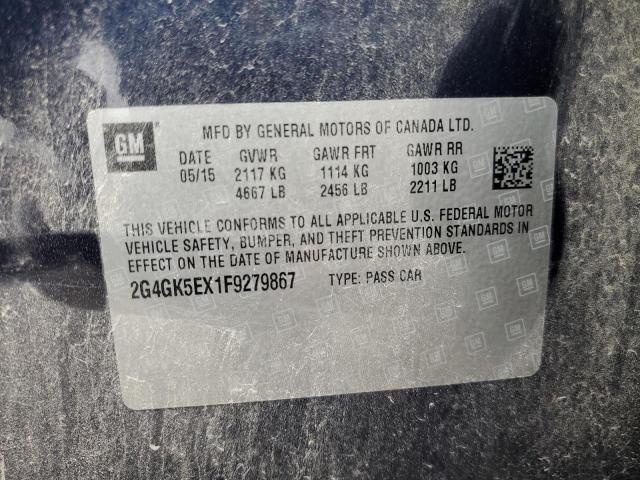 GM
MFD BY GENERAL MOTORS OF CANADA LTD.
DATE GVWR GAWR FRT GAWR RR
05/15 2117 KG 1114 KG 1003 KG
4667 LB 2456 LB 2211 LB
THIS VEHICLE CONFORMS TO ALL APPLICABLE U.S. FEDERAL MOTOR
VEHICLE SAFETY, BUMPER, AND THEFT PREVENTION STANDARDS IN
EFFECT ON THE DATE OF MANUFACTURE SHOWN ABOVE.
2G4GK5EX1F9279867 TYPE: PASS CAR